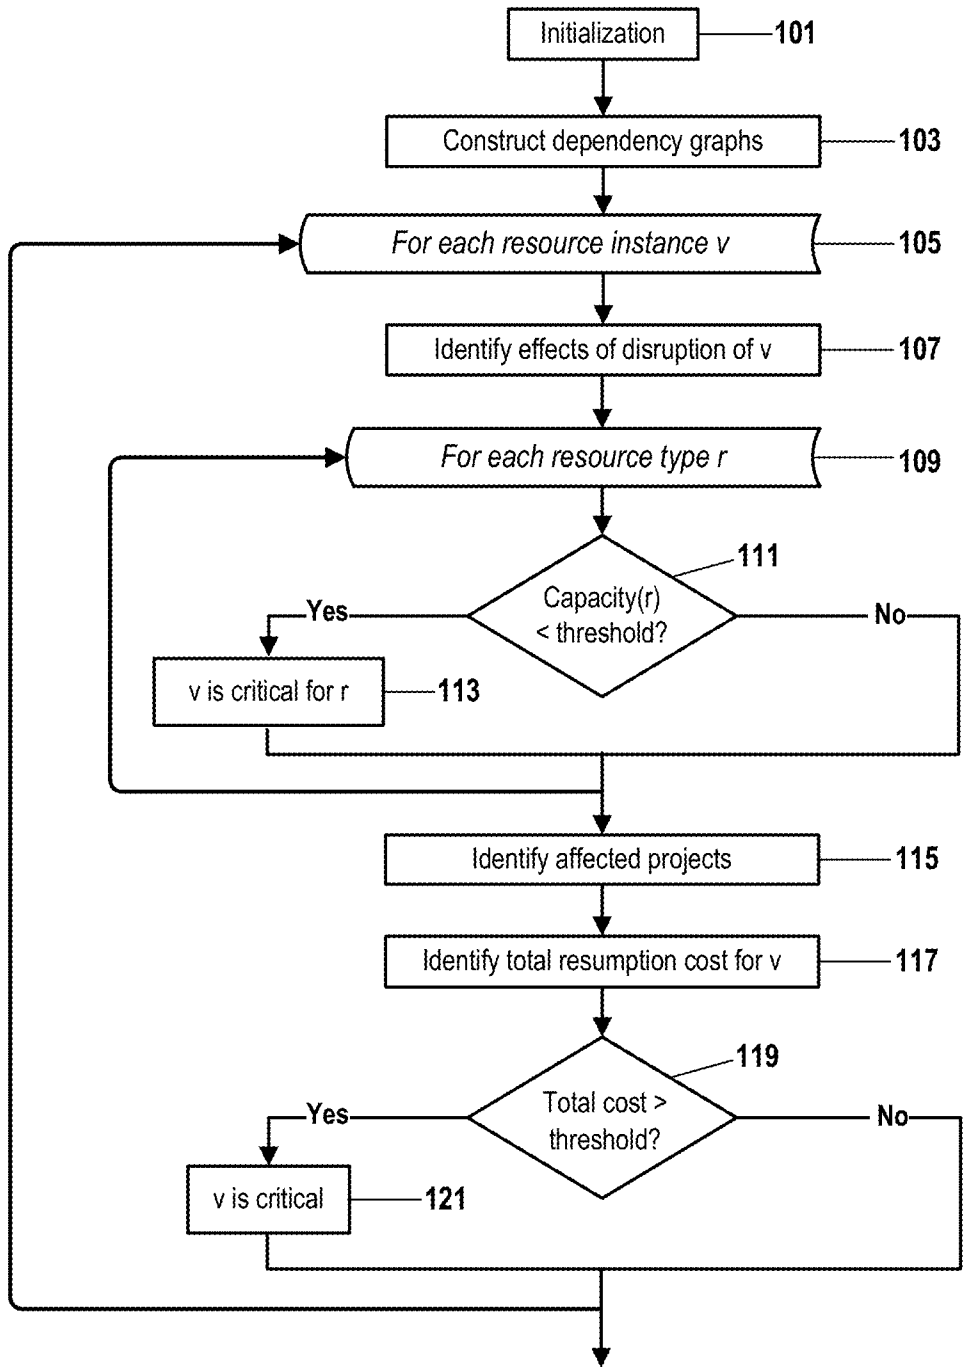 Initialization
101
Construct dependency graphs
103
For each resource instance v
105
Identify effects of disruption of v
107
For each resource type r
109
111
Capacity(r)
< threshold?
Yes
No
v is critical for r
113
Identify affected projects
115
Identify total resumption cost for v
117
119
Total cost >
threshold?
Yes
No
v is critical
121